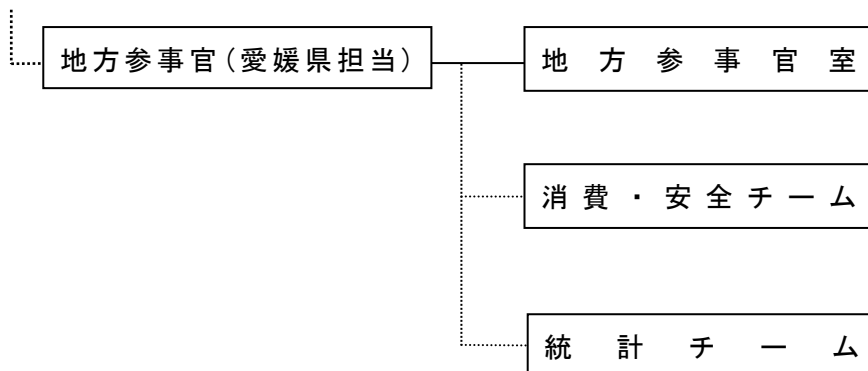 地方参事官（愛媛県担当）
地方参事官室
消費・安全チーム
統計チーム